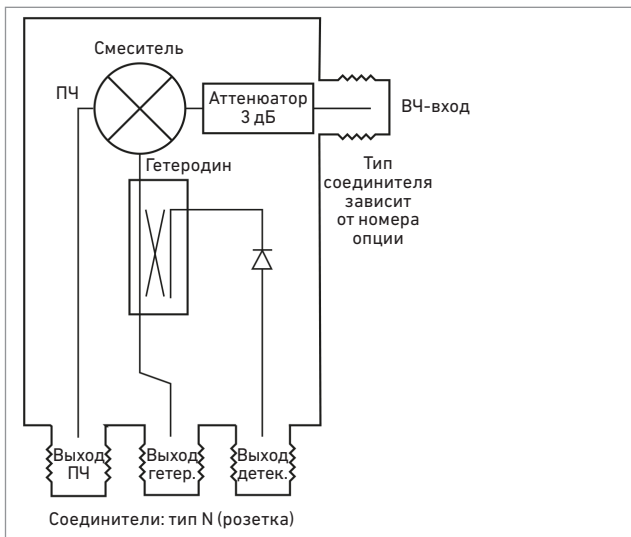 Смеситель
ПЧ
Аттенюатор
3 дБ
ВЧ-вход
Тип
соединителя
зависит
от номера
опции
Гетеродин
Выход
ПЧ
Выход
гетер.
Выход
детек.
Соединители: тип N (розетка)